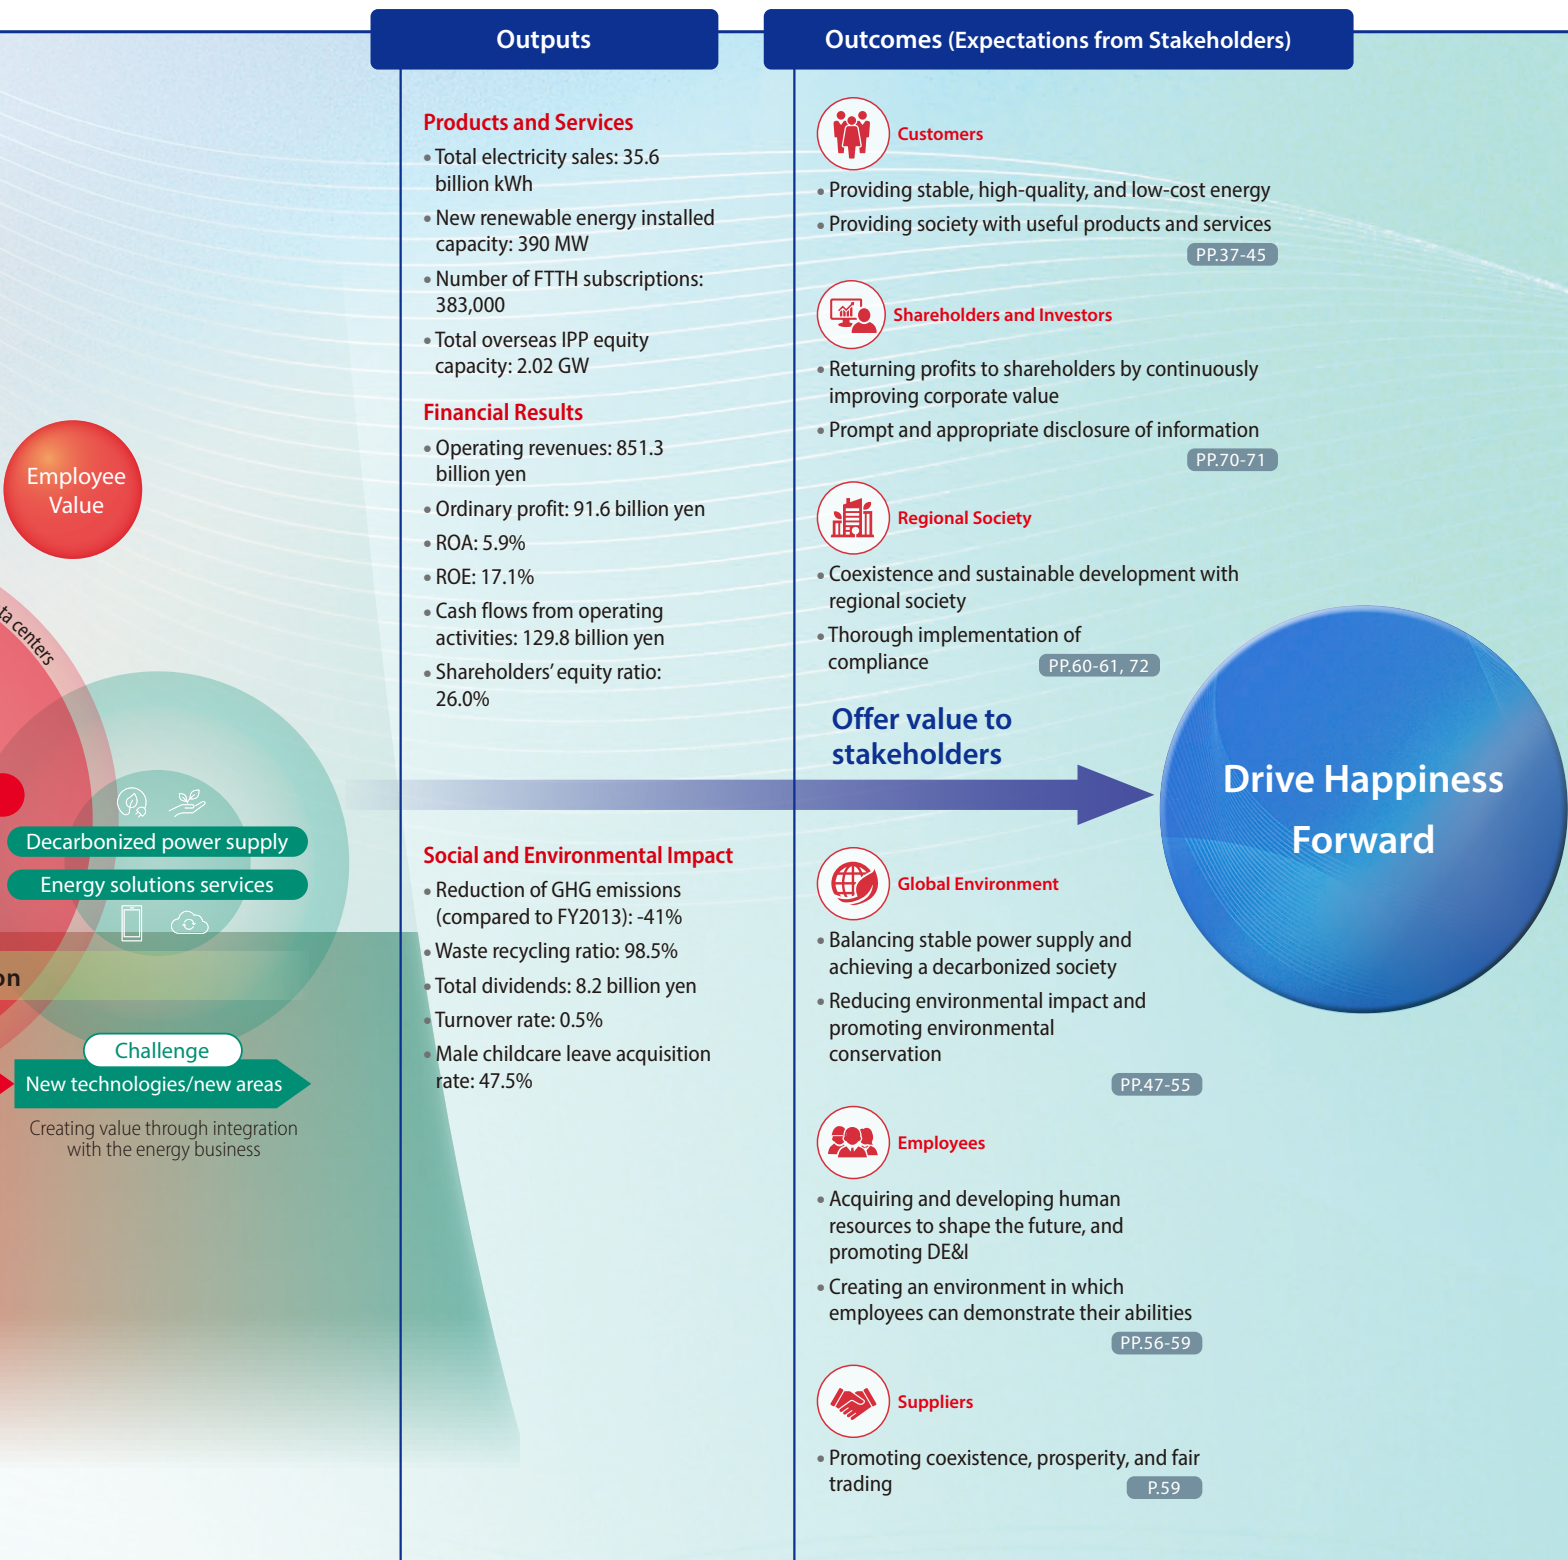 Outputs
Products and Services
• Total electricity sales: 35.6
billion kWh
• New renewable energy installed
capacity: 390 MW
• Number of FTTH subscriptions:
383,000
• Total overseas IPP equity
capacity: 2.02 GW
Financial Results
• Operating revenues: 851.3
billion yen
• Ordinary profit: 91.6 billion yen
• ROA: 5.9%
• ROE: 17.1%
• Cash flows from operating
activities: 129.8 billion yen
• Shareholders’ equity ratio:
26.0%
Social and Environmental Impact
• Reduction of GHG emissions
(compared to FY2013): -41%
• Waste recycling ratio: 98.5%
• Total dividends: 8.2 billion yen
• Turnover rate: 0.5%
• Male childcare leave acquisition
rate: 47.5%
Outcomes (Expectations from Stakeholders)
Customers
• Providing stable, high-quality, and low-cost energy
• Providing society with useful products and services
PP.37-45
Shareholders and Investors
• Returning profits to shareholders by continuously
improving corporate value
• Prompt and appropriate disclosure of information
PP.70-71
Regional Society
• Coexistence and sustainable development with
regional society
• Thorough implementation of
compliance
PP.60-61, 72
Offer value to
stakeholders
Global Environment
• Balancing stable power supply and
achieving a decarbonized society
• Reducing environmental impact and
promoting environmental
conservation
PP.47-55
Employees
• Acquiring and developing human
resources to shape the future, and
promoting DE&I
• Creating an environment in which
employees can demonstrate their abilities
PP.56-59
Suppliers
• Promoting coexistence, prosperity, and fair
trading
P.59
Drive Happiness
Forward
Employee
Value
ta centers
Decarbonized power supply
Energy solutions services
on
Challenge
New technologies/new areas
Creating value through integration
with the energy business